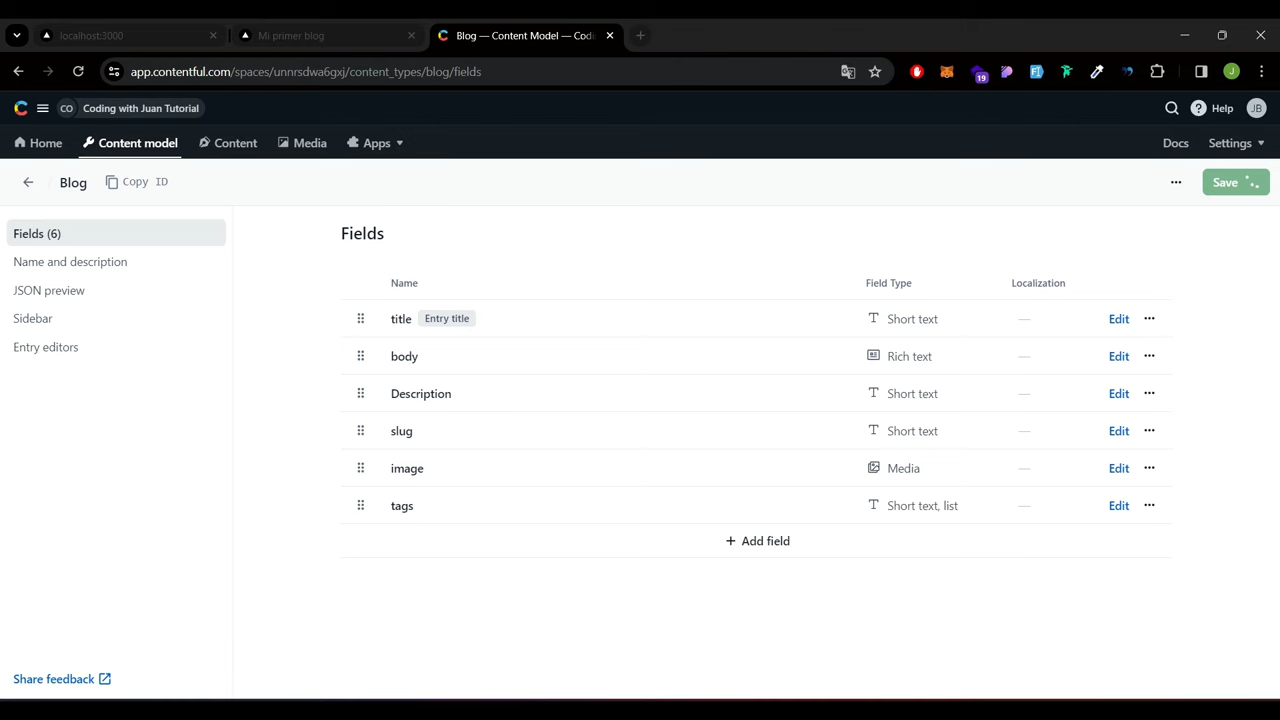 localhost:3000
Mi primer blog
Blog — Content Model — Codi
app.contentful.com/spaces/unnrsdwa6gxj/content_types/blog/fields
19
J
CO Coding with Juan Tutorial
Help
JB
Home
Content model
Content
Media
Apps
Docs
Settings
Blog
Copy ID
Save
Fields (6)
Name and description
JSON preview
Sidebar
Entry editors
Share feedback
Fields
Name Field Type Localization
title Entry title Short text — Edit
body Rich text — Edit
Description Short text — Edit
slug Short text — Edit
image Media — Edit
tags Short text, list — Edit
+ Add field